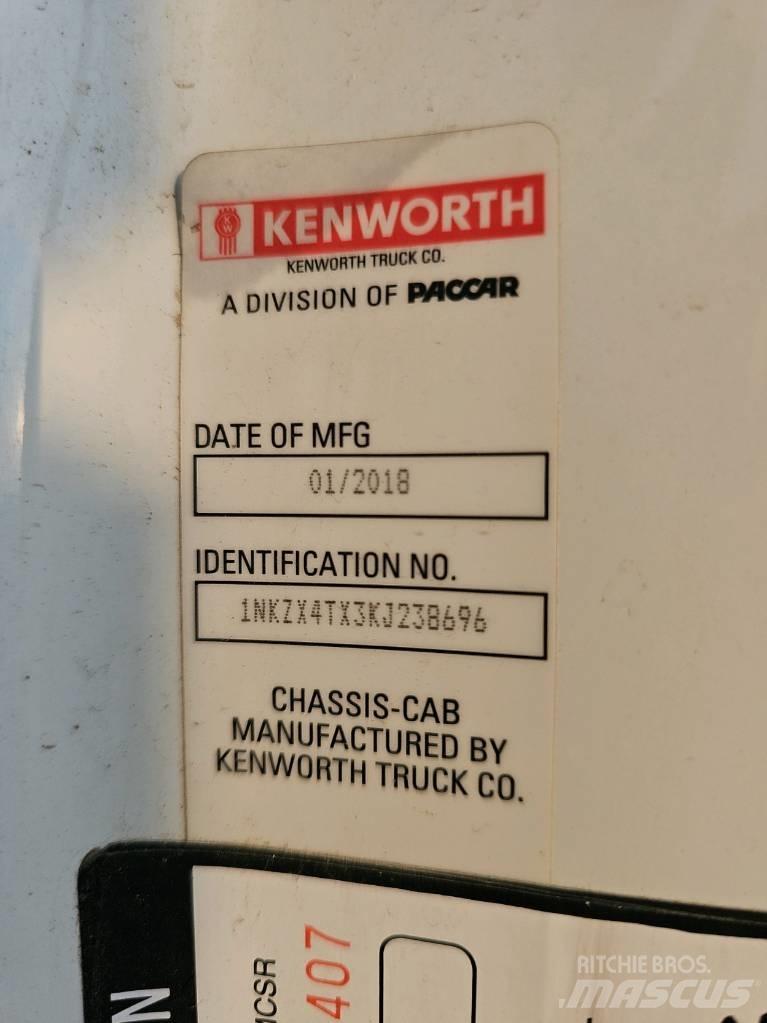 KW KENWORTH
KENWORTH TRUCK CO.
A DIVISION OF PACCAR
DATE OF MFG
01/2018
IDENTIFICATION NO.
1NKZX4TX3KJ238696
CHASSIS-CAB
MANUFACTURED BY
KENWORTH TRUCK CO.
N
MCSR
407
RITCHIE BROS.
MASCUS